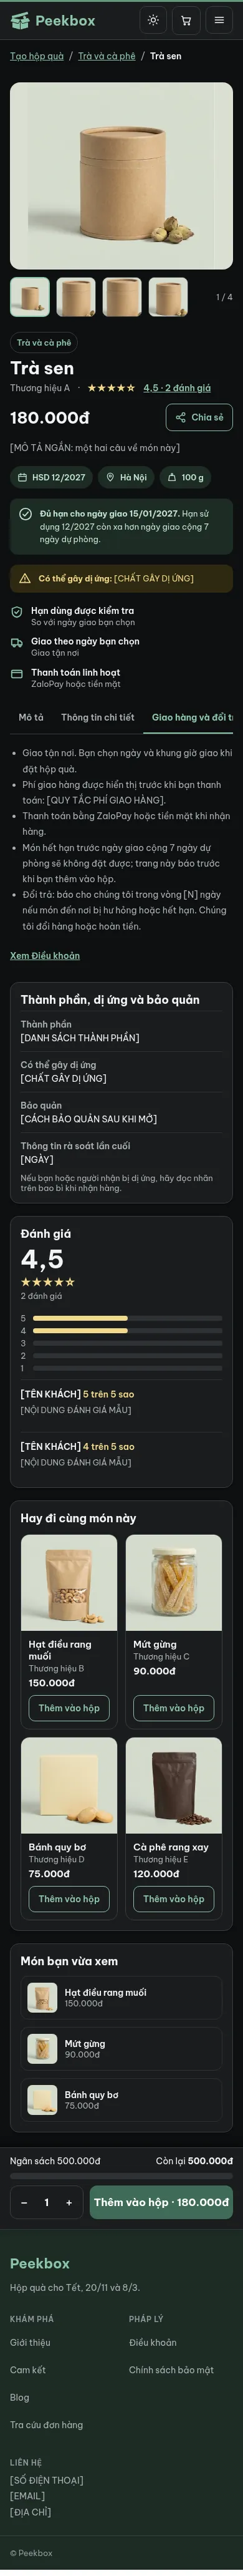 Peekbox
Tạo hộp quà / Trà và cà phê / Trà sen
1 / 4
Trà và cà phê
Trà sen
Thương hiệu A · ★★★★⯪ 4,5 · 2 đánh giá
180.000đ
Chia sẻ
[MÔ TẢ NGẮN: một hai câu về món này]
HSD 12/2027
Hà Nội
100 g
Đủ hạn cho ngày giao 15/01/2027. Hạn sử
dụng 12/2027 còn xa hơn ngày giao cộng 7
ngày dự phòng.
Có thể gây dị ứng: [CHẤT GÂY DỊ ỨNG]
Hạn dùng được kiểm tra
So với ngày giao bạn chọn
Giao theo ngày bạn chọn
Giao tận nơi
Thanh toán linh hoạt
ZaloPay hoặc tiền mặt
Mô tả
Thông tin chi tiết
Giao hàng và đổi tr
• Giao tận nơi. Bạn chọn ngày và khung giờ giao khi
đặt hộp quà.
• Phí giao hàng được hiển thị trước khi bạn thanh
toán: [QUY TẮC PHÍ GIAO HÀNG].
• Thanh toán bằng ZaloPay hoặc tiền mặt khi nhận
hàng.
• Món hết hạn trước ngày giao cộng 7 ngày dự
phòng sẽ không đặt được; trang này báo trước
khi bạn thêm vào hộp.
• Đổi trả: báo cho chúng tôi trong vòng [N] ngày
nếu món đến nơi bị hư hỏng hoặc hết hạn. Chúng
tôi đổi hàng hoặc hoàn tiền.
Xem Điều khoản
Thành phần, dị ứng và bảo quản
Thành phần
[DANH SÁCH THÀNH PHẦN]
Có thể gây dị ứng
[CHẤT GÂY DỊ ỨNG]
Bảo quản
[CÁCH BẢO QUẢN SAU KHI MỞ]
Thông tin rà soát lần cuối
[NGÀY]
Nếu bạn hoặc người nhận bị dị ứng, hãy đọc nhãn
trên bao bì khi nhận hàng.
Đánh giá
4,5
★★★★⯪
2 đánh giá
5
4
3
2
1
[TÊN KHÁCH] 5 trên 5 sao
[NỘI DUNG ĐÁNH GIÁ MẪU]
[TÊN KHÁCH] 4 trên 5 sao
[NỘI DUNG ĐÁNH GIÁ MẪU]
Hay đi cùng món này
Hạt điều rang
muối
Thương hiệu B
150.000đ
Thêm vào hộp
Mứt gừng
Thương hiệu C
90.000đ
Thêm vào hộp
Bánh quy bơ
Thương hiệu D
75.000đ
Thêm vào hộp
Cà phê rang xay
Thương hiệu E
120.000đ
Thêm vào hộp
Món bạn vừa xem
Hạt điều rang muối
150.000đ
Mứt gừng
90.000đ
Bánh quy bơ
75.000đ
Ngân sách 500.000đ
Còn lại 500.000đ
− 1 +
Thêm vào hộp · 180.000đ
Peekbox
Hộp quà cho Tết, 20/11 và 8/3.
KHÁM PHÁ
Giới thiệu
Cam kết
Blog
Tra cứu đơn hàng
PHÁP LÝ
Điều khoản
Chính sách bảo mật
LIÊN HỆ
[SỐ ĐIỆN THOẠI]
[EMAIL]
[ĐỊA CHỈ]
© Peekbox